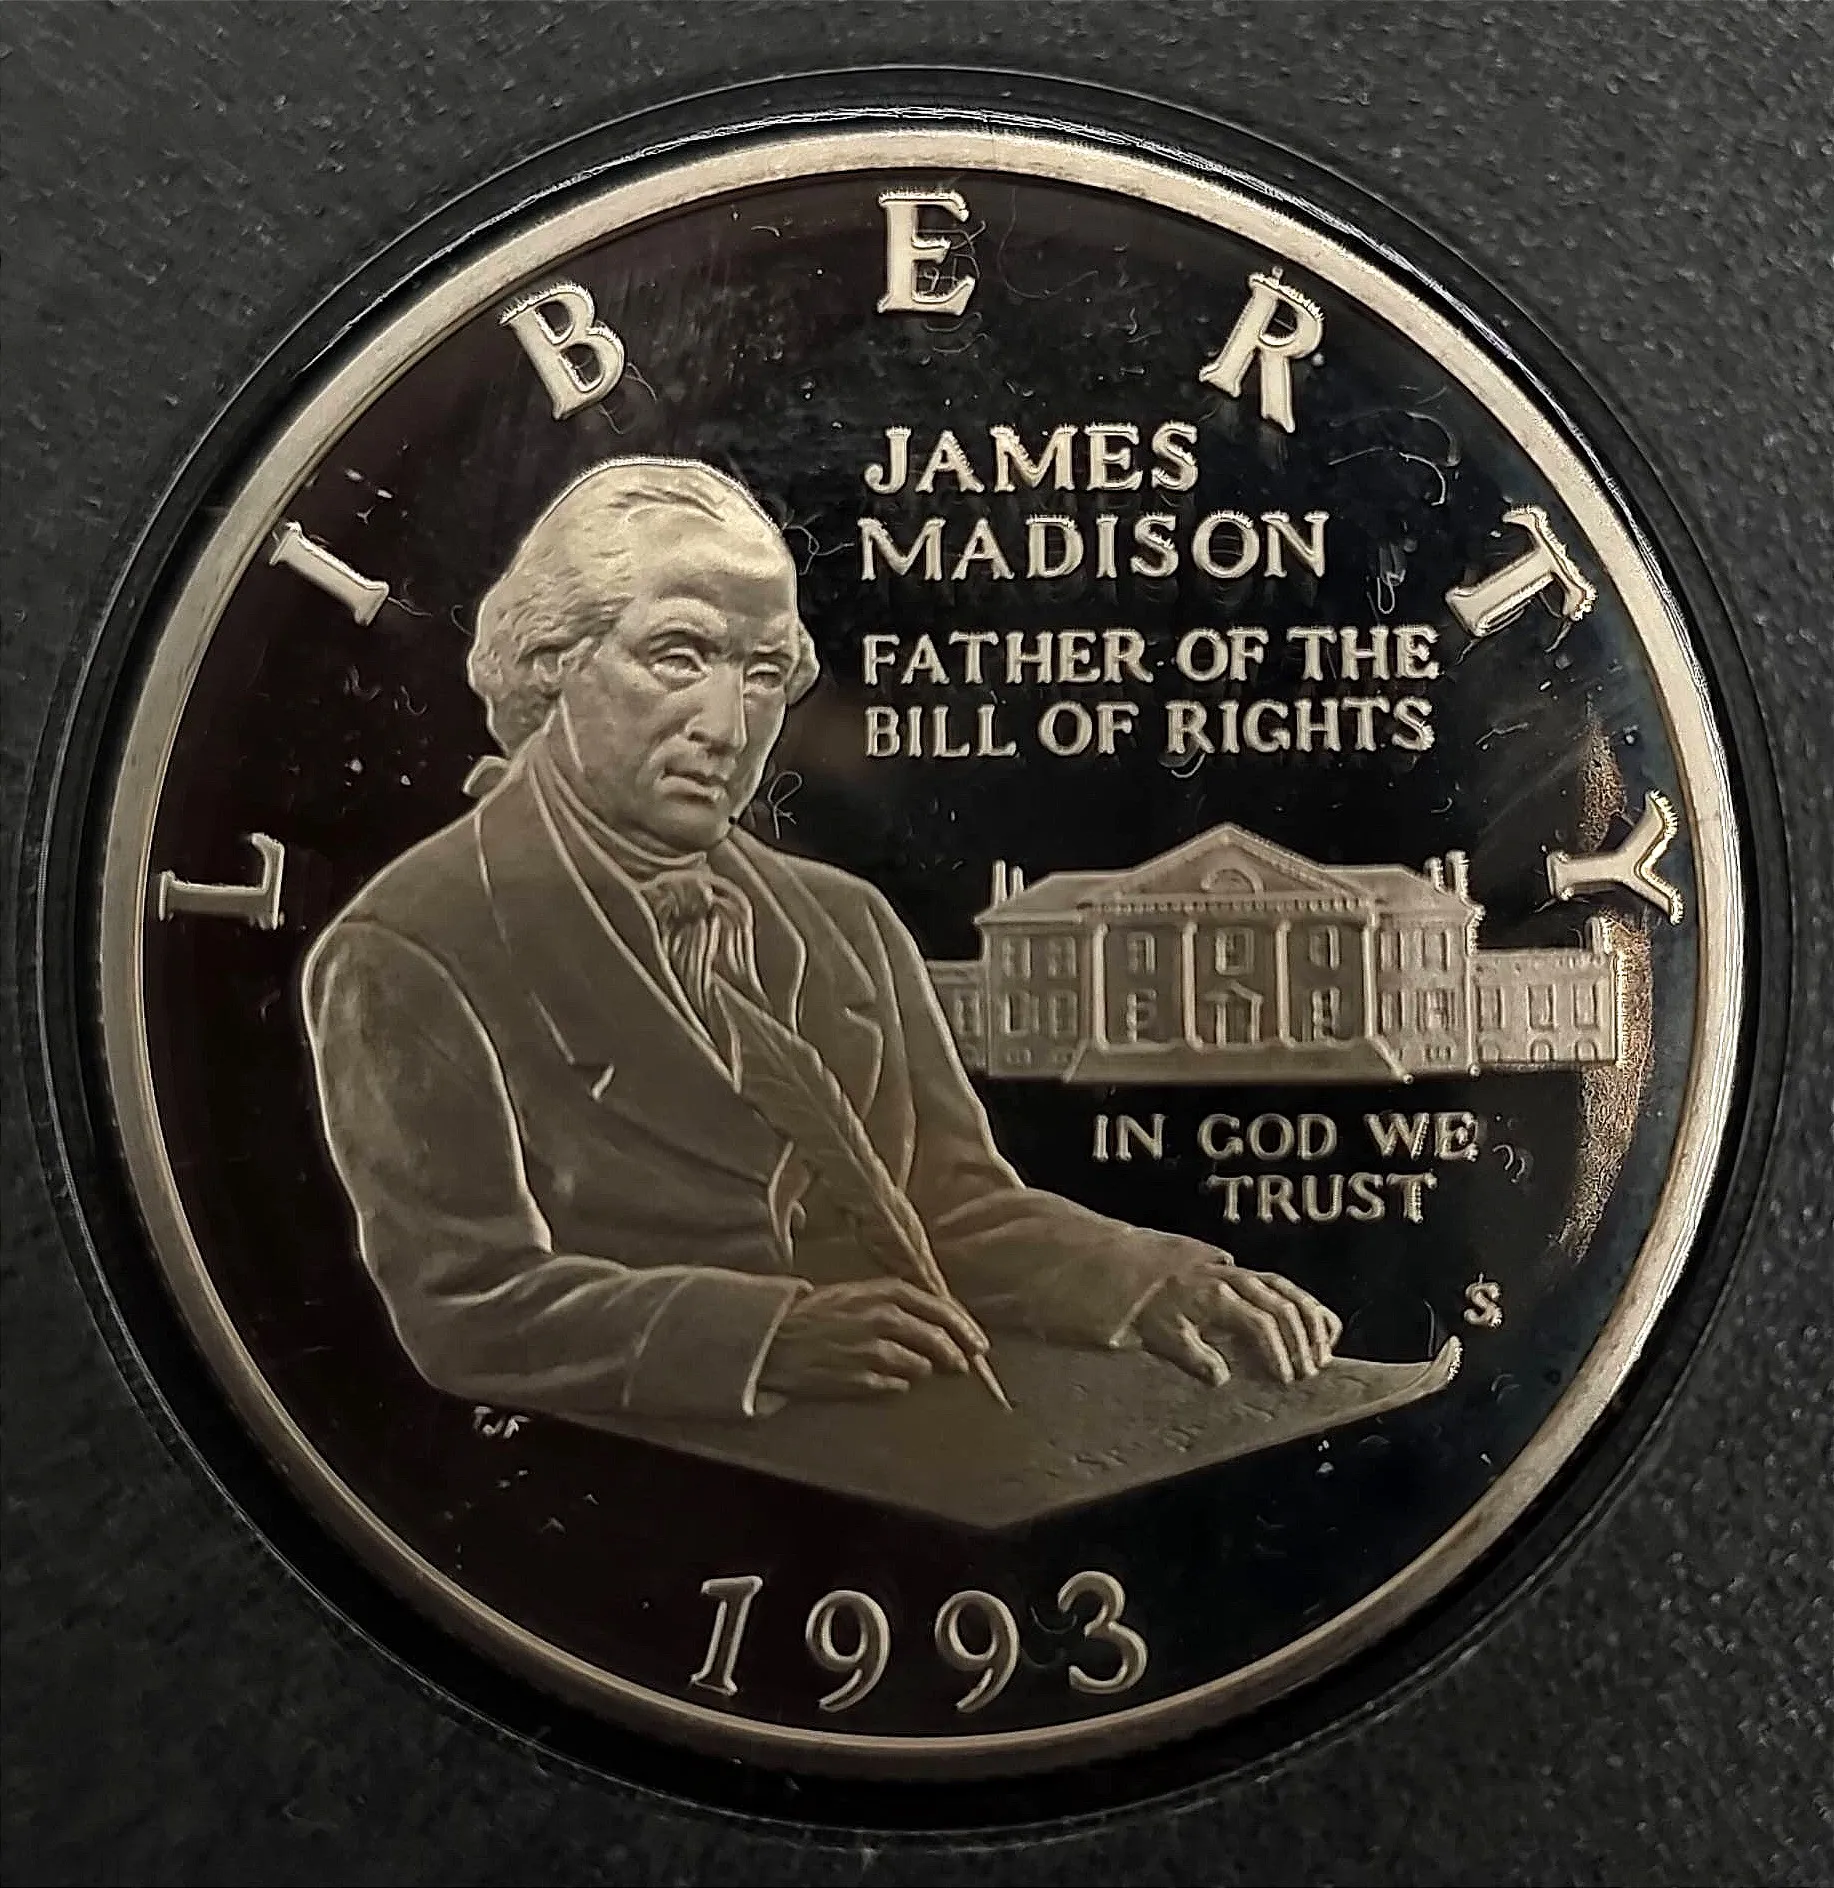 LIBERTY
JAMES
MADISON
FATHER OF THE
BILL OF RIGHTS
IN GOD WE
TRUST
S
TJF
1993